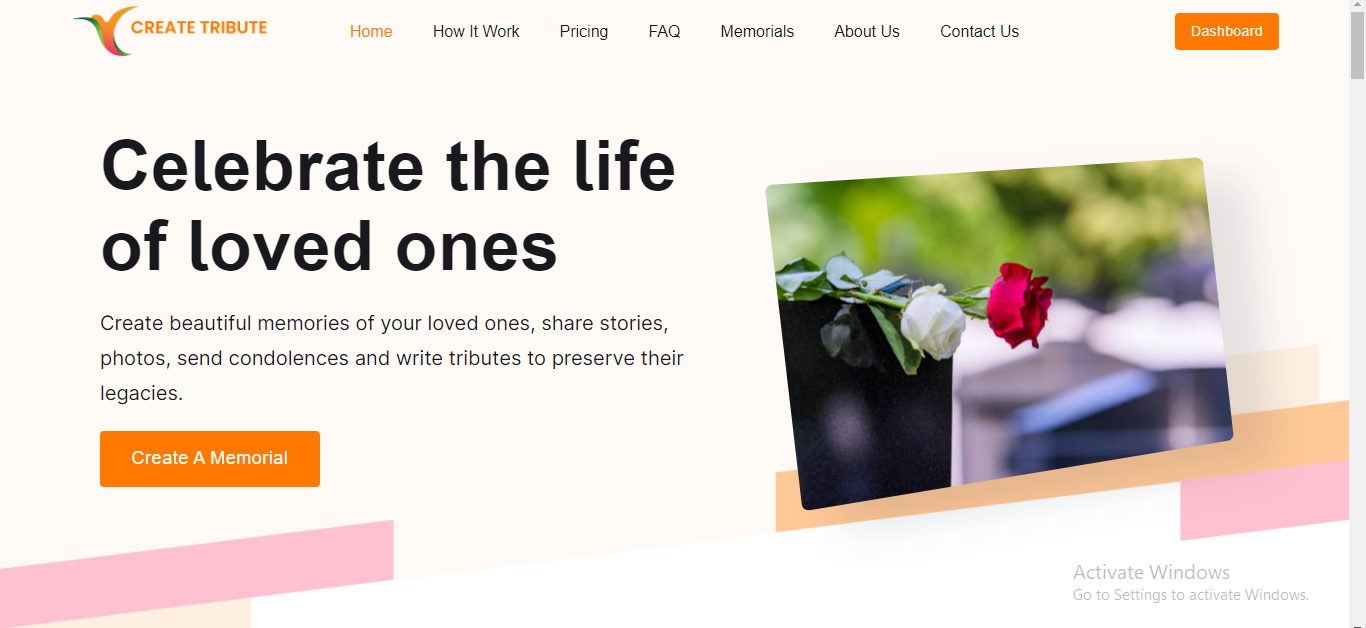 CREATE TRIBUTE
Home How It Work Pricing FAQ Memorials About Us Contact Us Dashboard
Celebrate the life
of loved ones
Create beautiful memories of your loved ones, share stories,
photos, send condolences and write tributes to preserve their
legacies.
Create A Memorial
Activate Windows
Go to Settings to activate Windows.